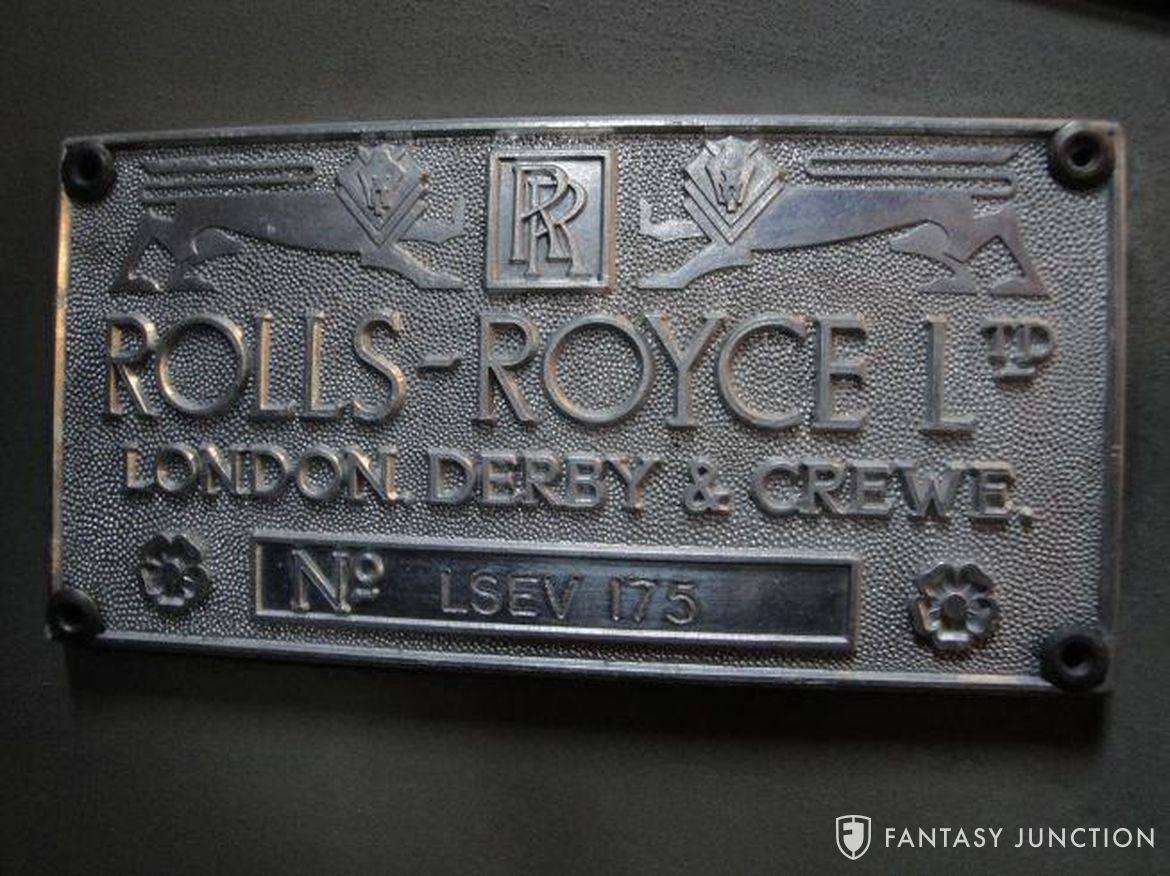 RR
ROLLS-ROYCE LTD
LONDON. DERBY & CREWE.
Nº LSEV 175
FANTASY JUNCTION